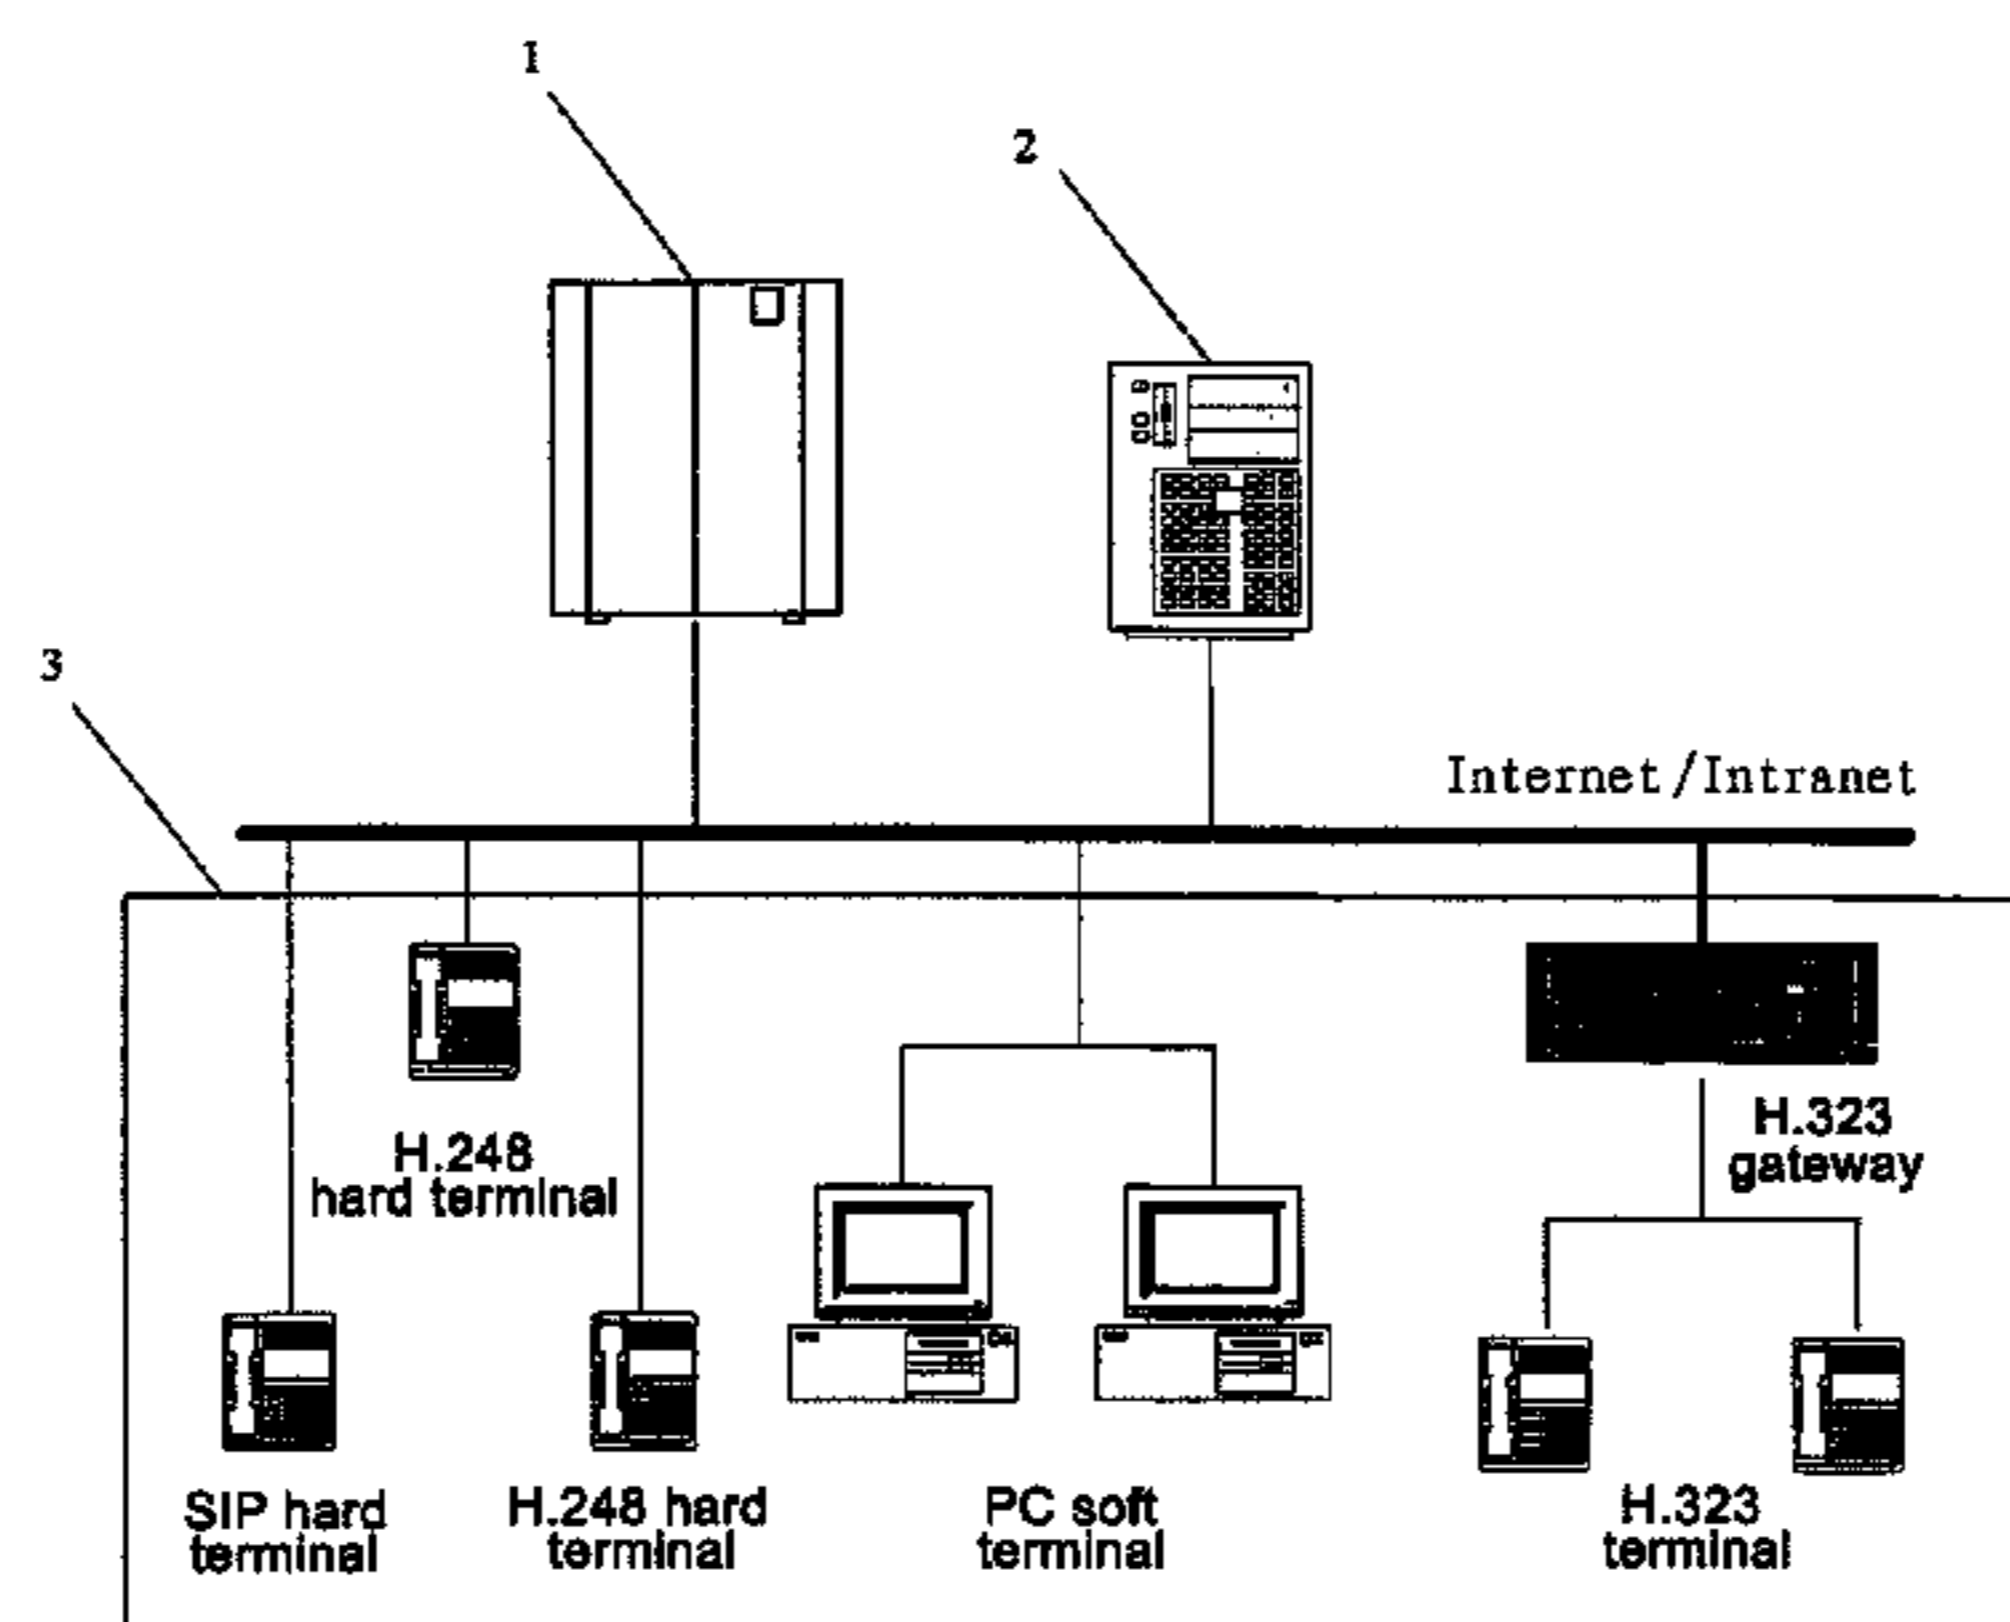 1
2
3
Internet/Intranet
H.248
hard terminal
H.323
gateway
SIP hard
terminal
H.248 hard
terminal
PC soft
terminal
H.323
terminal